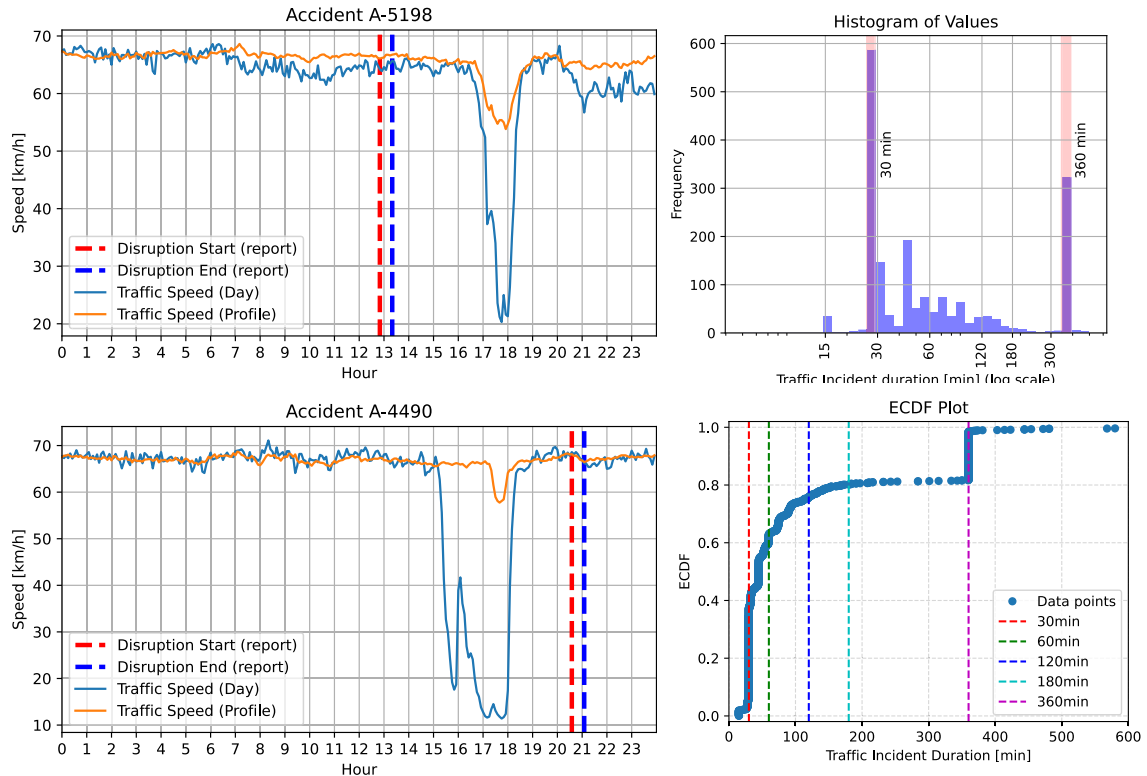 Accident A-5198
70
60
50
40
30
20
Speed [km/h]
Disruption Start (report)
Disruption End (report)
Traffic Speed (Day)
Traffic Speed (Profile)
0 1 2 3 4 5 6 7 8 9 10 11 12 13 14 15 16 17 18 19 20 21 22 23
Hour
Histogram of Values
600
500
400
300
200
100
0
Frequency
30 min
360 min
15 30 60 120 180 300
Traffic Incident duration [min] (log scale)
Accident A-4490
70
60
50
40
30
20
10
Speed [km/h]
Disruption Start (report)
Disruption End (report)
Traffic Speed (Day)
Traffic Speed (Profile)
0 1 2 3 4 5 6 7 8 9 10 11 12 13 14 15 16 17 18 19 20 21 22 23
Hour
ECDF Plot
1.0
0.8
0.6
0.4
0.2
0.0
ECDF
Data points
30min
60min
120min
180min
360min
0 100 200 300 400 500 600
Traffic Incident Duration [min]